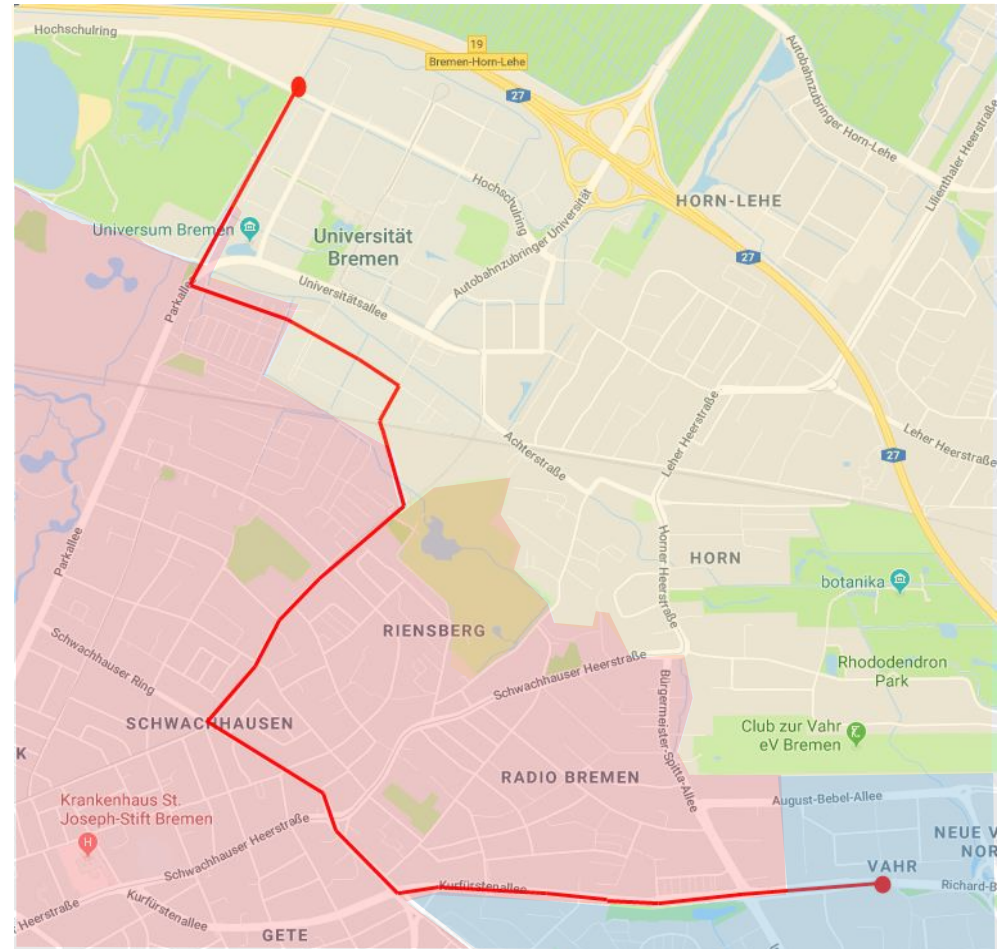 Hochschulring
19
Bremen-Horn-Lehe
27
Autobahnzubringer Horn-Lehe
Lilienthaler Heerstraße
Hochschulring
HORN-LEHE
Universum Bremen
Universität
Bremen
Autobahnzubringer Universität
27
Parkallee
Universitätsallee
Leher Heerstraße
Achterstraße
Leher Heerstraße
27
Parkallee
Horner Heerstraße
HORN
botanika
RIENSBERG
Schwachhauser Ring
Schwachhauser Heerstraße
Rhododendron
Park
SCHWACHHAUSEN
Bürgermeister-Spitta-Allee
Club zur Vahr
eV Bremen
K
RADIO BREMEN
Krankenhaus St.
Joseph-Stift Bremen
H
August-Bebel-Allee
Schwachhauser Heerstraße
NEUE V
NOR
VAHR
Kurfürstenallee
Richard-B
Kurfürstenallee
Heerstraße
GETE